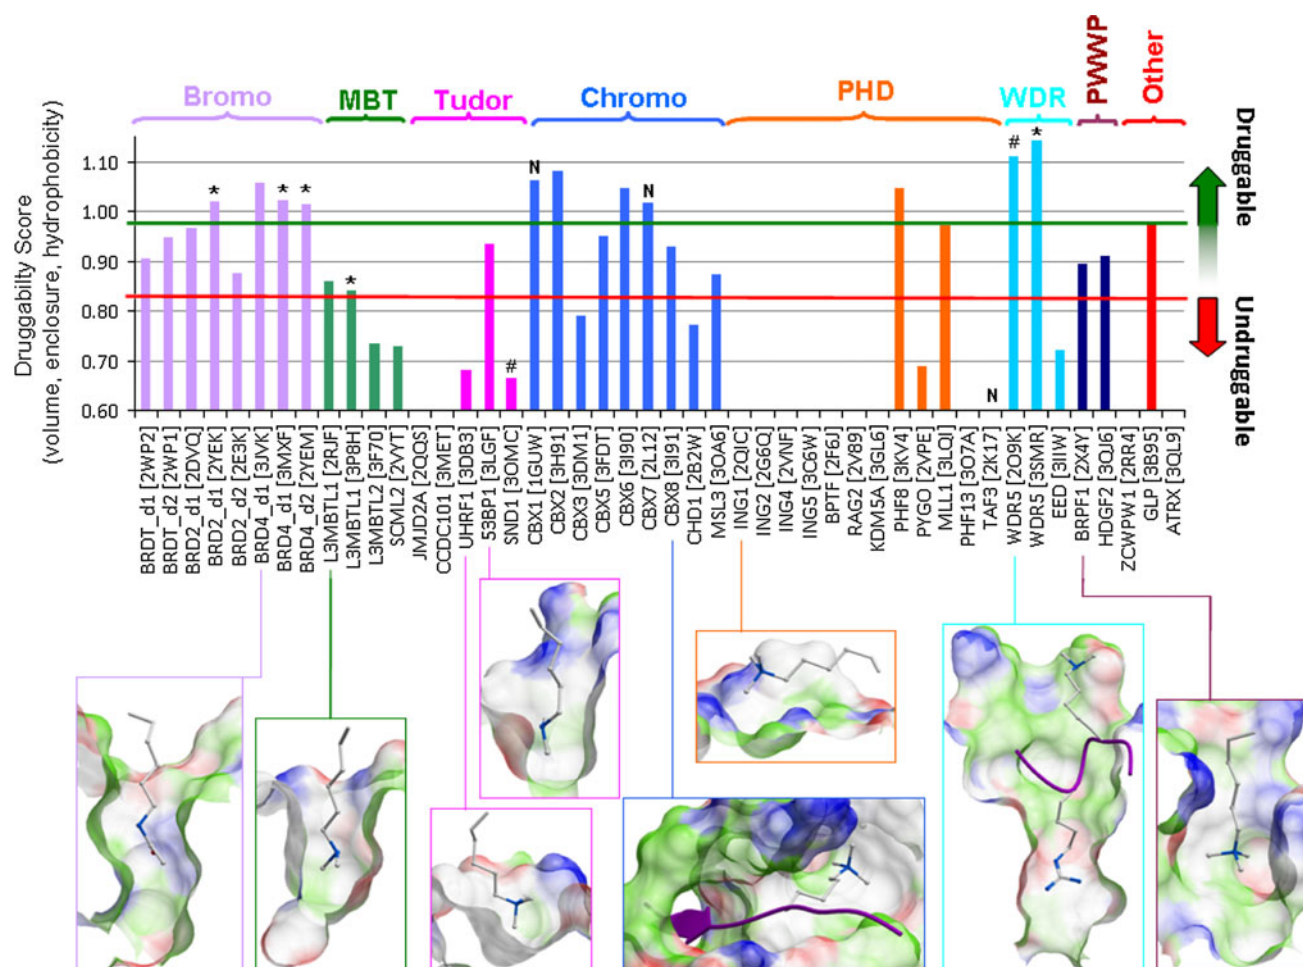 Bromo
MBT
Tudor
Chromo
PHD
WDR
PWWP
Other
Druggabilty Score
(volume, enclosure, hydrophobicity)
1.10
1.00
0.90
0.80
0.70
0.60
* * *
*
#
N
N
N
#
*
Druggable
Undruggable
BRDT_d1 [2WP2]
BRDT_d2 [2WP1]
BRD2_d1 [2DVQ]
BRD2_d1 [2YEK]
BRD2_d2 [2E3K]
BRD4_d1 [3JVK]
BRD4_d1 [3MXF]
BRD4_d2 [2YEM]
L3MBTL1 [2RJF]
L3MBTL1 [3P8H]
L3MBTL2 [3F70]
SCML2 [2VYT]
JMJD2A [2QQS]
CCDC101 [3MET]
UHRF1 [3DB3]
53BP1 [3LGF]
SND1 [3OMC]
CBX1 [1GUW]
CBX2 [3H91]
CBX3 [3DM1]
CBX5 [3FDT]
CBX6 [3I90]
CBX7 [2L12]
CBX8 [3I91]
CHD1 [2B2W]
MSL3 [3OA6]
ING1 [2QIC]
ING2 [2G6Q]
ING4 [2VNF]
ING5 [3C6W]
BPTF [2F6J]
RAG2 [2V89]
KDM5A [3GL6]
PHF8 [3KV4]
PYGO [2VPE]
MLL1 [3LQJ]
PHF13 [3O7A]
TAF3 [2K17]
WDR5 [2O9K]
WDR5 [3SMR]
EED [3IIW]
BRPF1 [2X4Y]
HDGF2 [3QJ6]
ZCWPW1 [2RR4]
GLP [3B95]
ATRX [3QL9]